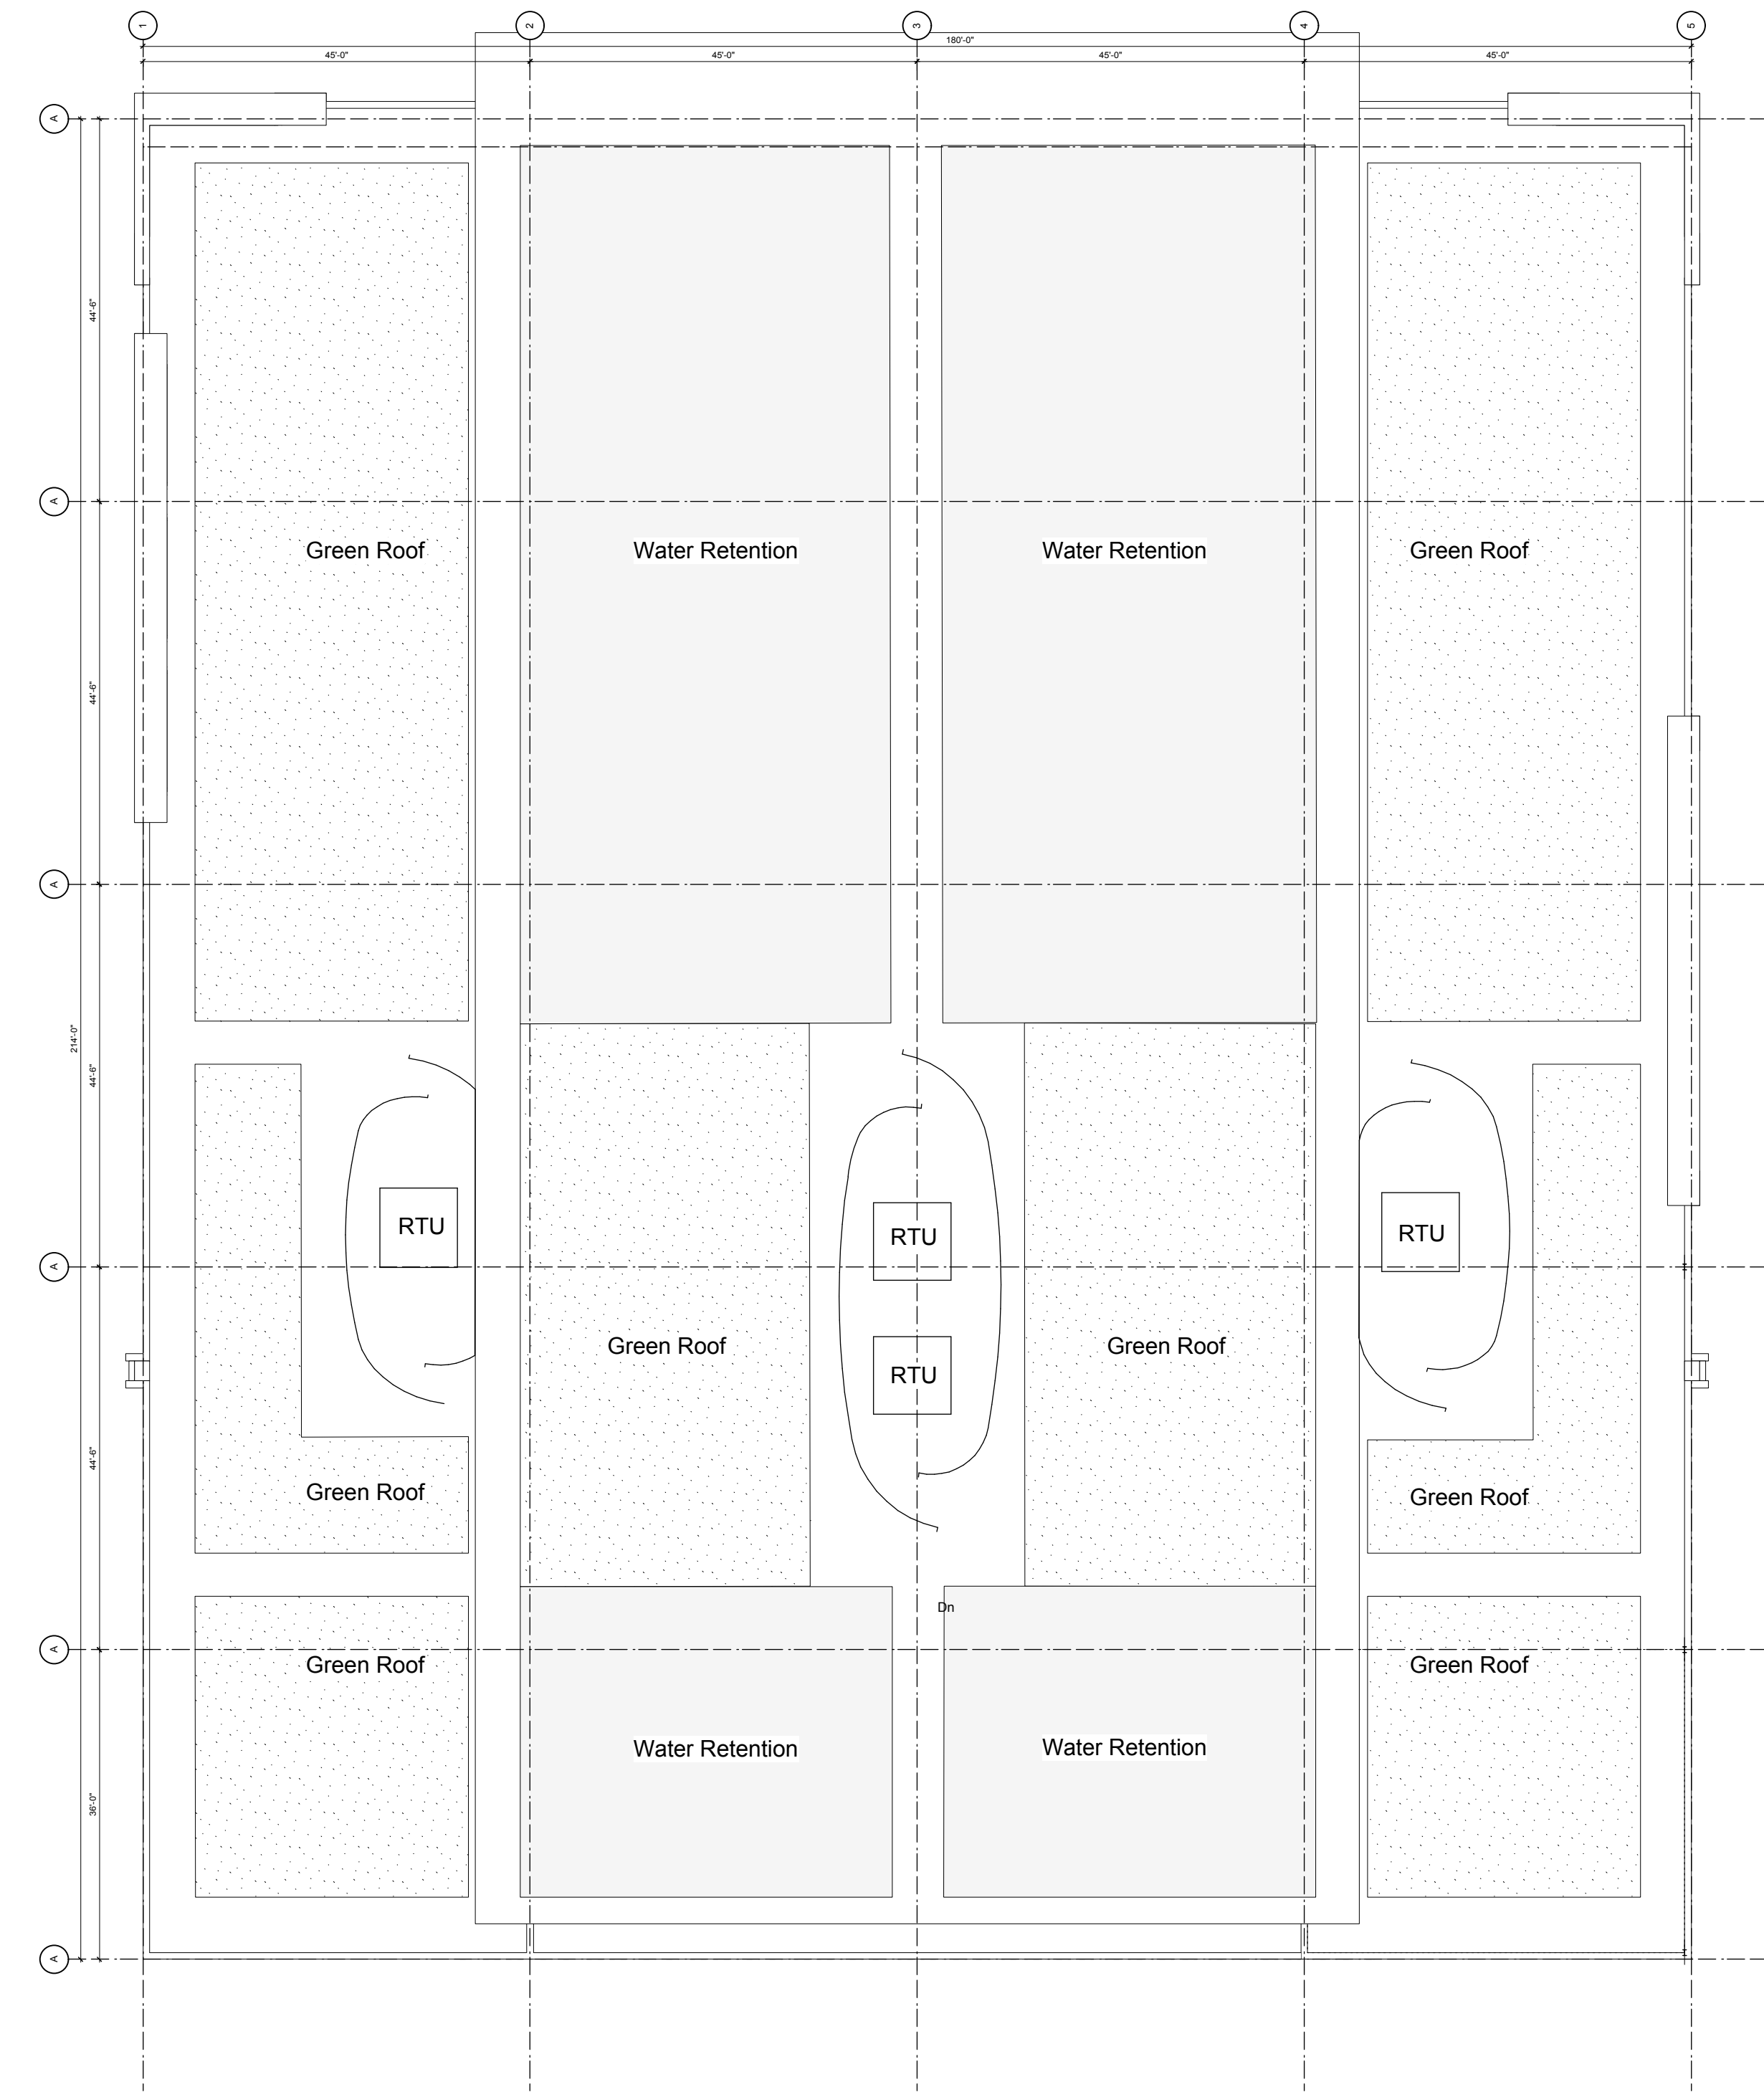 1
2
3
4
5
180'-0"
45'-0"
45'-0"
45'-0"
45'-0"
A
44'-6"
A
Green Roof
Water Retention
Water Retention
Green Roof
44'-6"
A
214'-0"
44'-6"
RTU
RTU
RTU
A
Green Roof
RTU
Green Roof
44'-6"
Green Roof
Green Roof
Dn
A
Green Roof
Green Roof
Water Retention
Water Retention
36'-0"
A